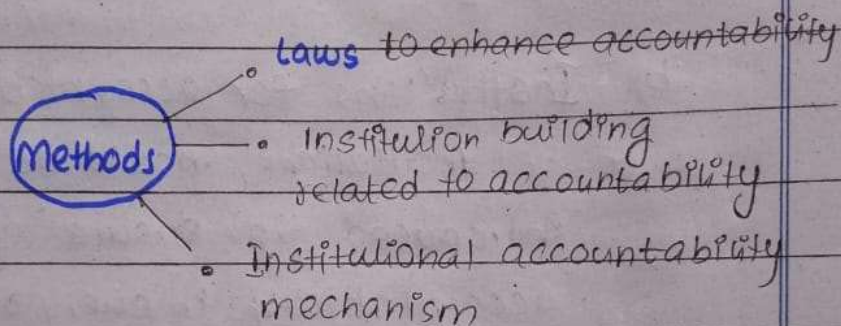 Laws to enhance accountability
Methods
Institution building
related to accountability
Institutional accountability
mechanism